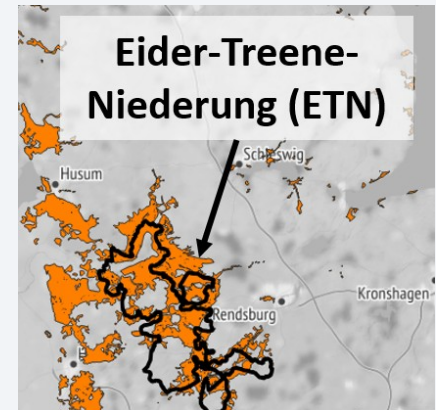 Eider-Treene-
Niederung (ETN)
Schleswig
Husum
Kronshagen
Rendsburg